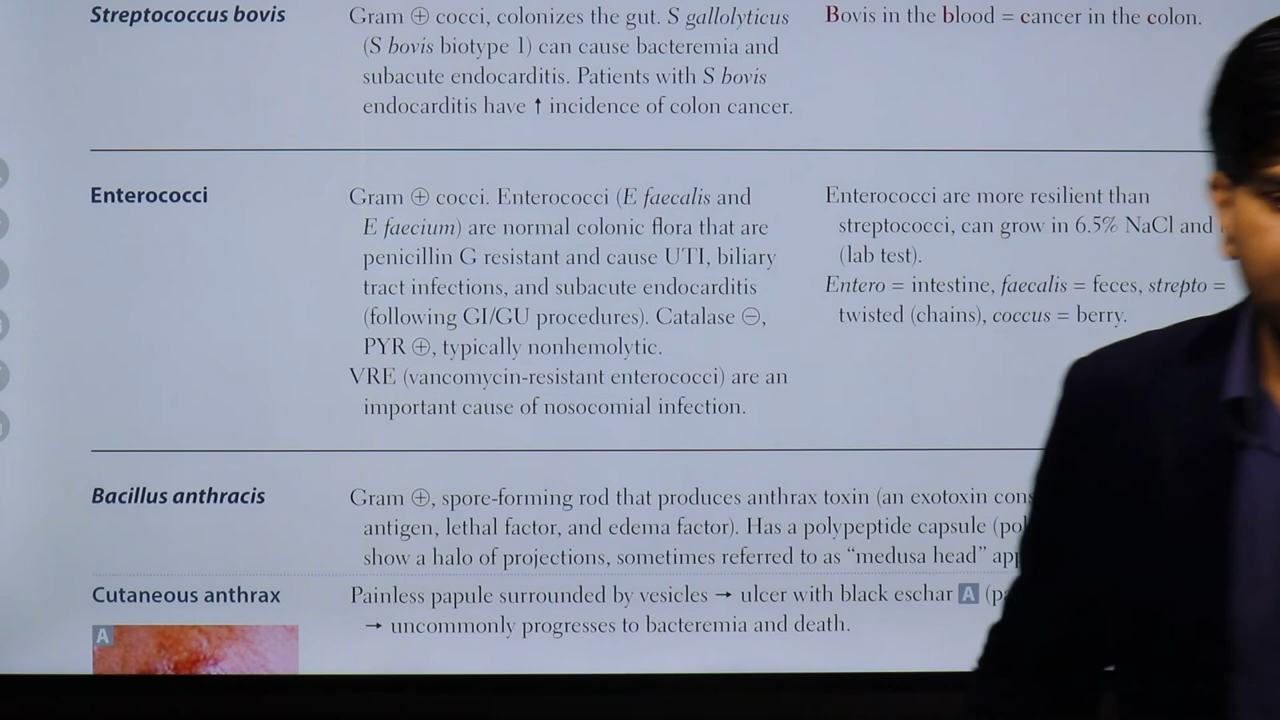 Streptococcus bovis
Gram ⊕ cocci, colonizes the gut. S gallolyticus
(S bovis biotype 1) can cause bacteremia and
subacute endocarditis. Patients with S bovis
endocarditis have ↑ incidence of colon cancer.
Bovis in the blood = cancer in the colon.
Enterococci
Gram ⊕ cocci. Enterococci (E faecalis and
E faecium) are normal colonic flora that are
penicillin G resistant and cause UTI, biliary
tract infections, and subacute endocarditis
(following GI/GU procedures). Catalase ⊖,
PYR ⊕, typically nonhemolytic.
VRE (vancomycin-resistant enterococci) are an
important cause of nosocomial infection.
Enterococci are more resilient than
streptococci, can grow in 6.5% NaCl and
(lab test).
Entero = intestine, faecalis = feces, strepto =
twisted (chains), coccus = berry.
Bacillus anthracis
Gram ⊕, spore-forming rod that produces anthrax toxin (an exotoxin
antigen, lethal factor, and edema factor). Has a polypeptide capsule
show a halo of projections, sometimes referred to as “medusa head”
Cutaneous anthrax
Painless papule surrounded by vesicles → ulcer with black eschar A
→ uncommonly progresses to bacteremia and death.
A